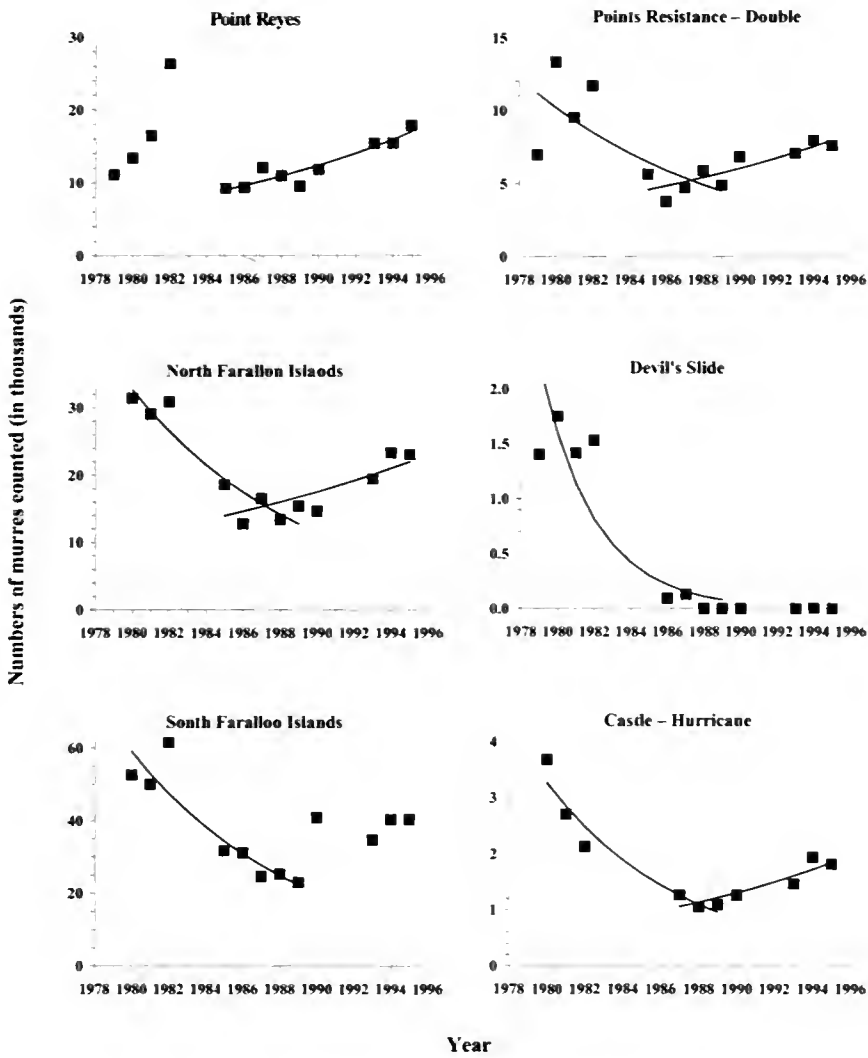 Point Reyes
30
20
10
0
1978 1980 1982 1984 1986 1988 1990 1992 1994 1996
Points Resistance – Double
15
10
5
0
1978 1980 1982 1984 1986 1988 1990 1992 1994 1996
Numbers of murres counted (in thousands)
North Farallon Islaods
30
20
10
0
1978 1980 1982 1984 1986 1988 1990 1992 1994 1996
Devil's Slide
2.0
1.5
1.0
0.5
0.0
1978 1980 1982 1984 1986 1988 1990 1992 1994 1996
Sonth Faralloo Islands
60
40
20
0
1978 1980 1982 1984 1986 1988 1990 1992 1994 1996
Castle – Hurricane
4
3
2
1
0
1978 1980 1982 1984 1986 1988 1990 1992 1994 1996
Year